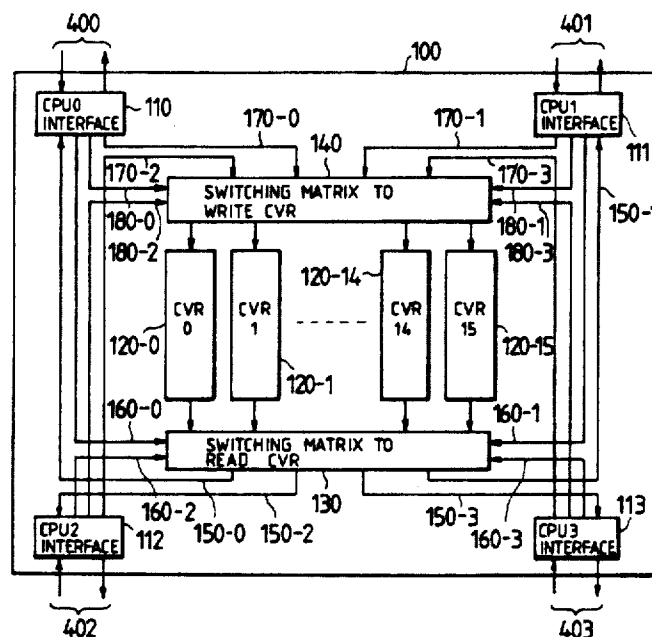 400
401
100
CPU0
INTERFACE
110
CPU1
INTERFACE
111
170-0
170-1
140
170-2
170-3
SWITCHING MATRIX TO
WRITE CVR
180-0
180-2
180-1
180-3
120-14
CVR
0
CVR
1
CVR
14
CVR
15
120-0
120-1
120-15
160-0
160-1
SWITCHING MATRIX TO
READ CVR
130
160-2
150-0
150-2
150-3
160-3
CPU2
INTERFACE
112
CPU3
INTERFACE
113
402
403